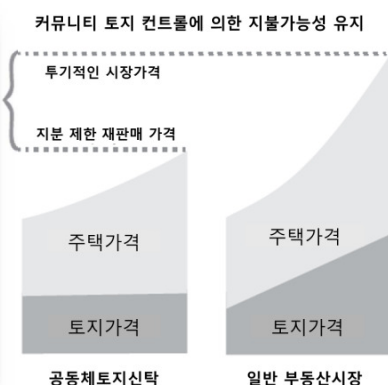 커뮤니티 토지 컨트롤에 의한 지불가능성 유지
투기적인 시장가격
지분 제한 재판매 가격
주택가격
주택가격
토지가격
토지가격
공동체토지신탁
일반 부동산시장